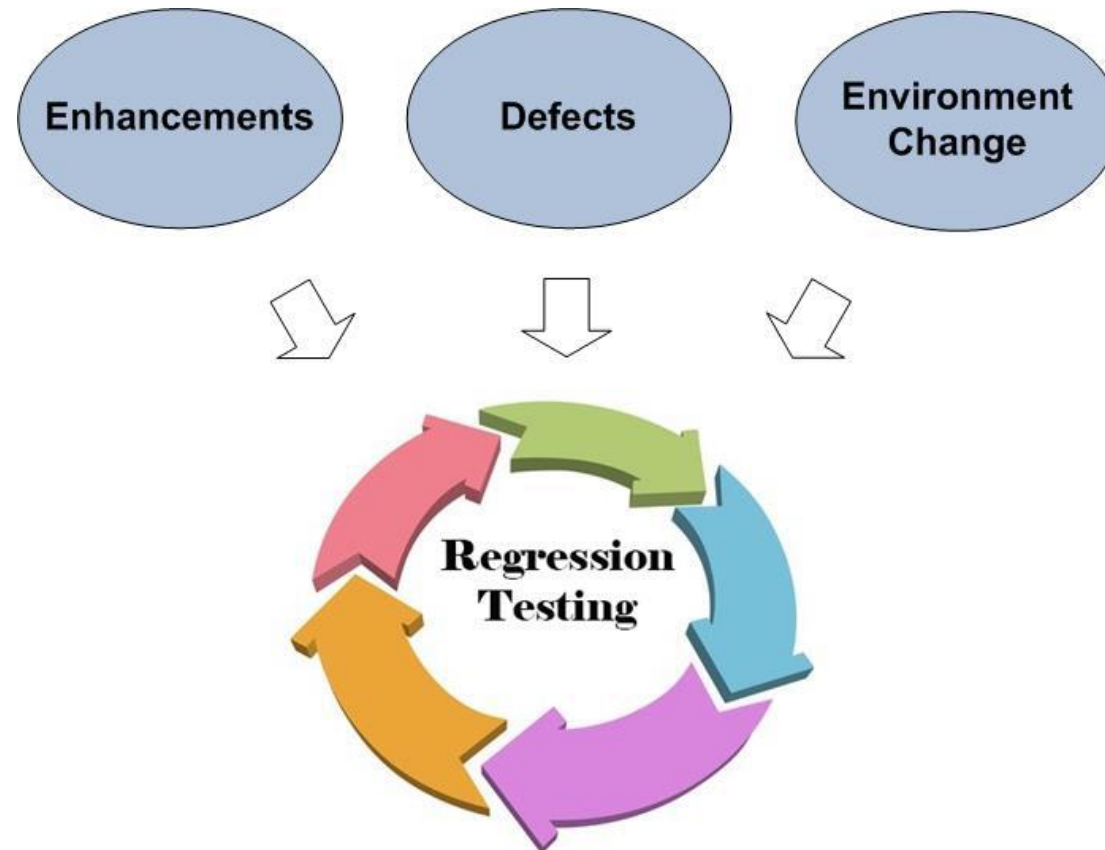 Enhancements
Defects
Environment
Change
Regression
Testing